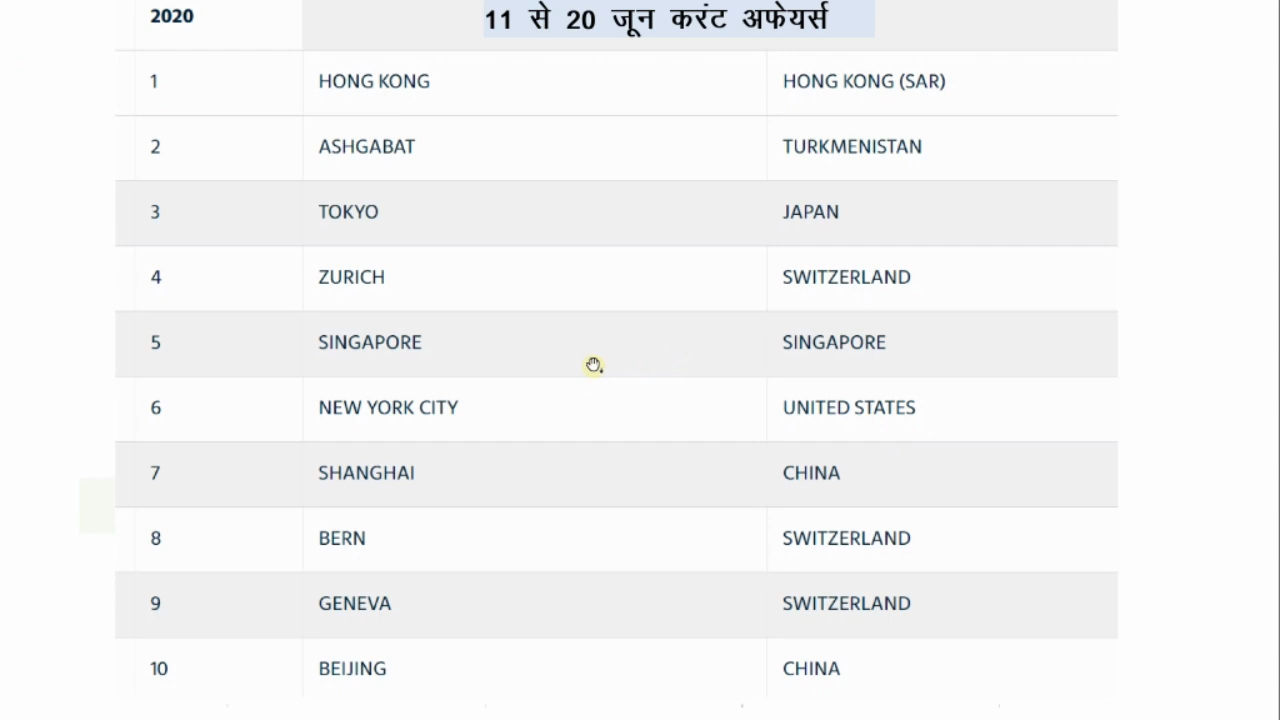 2020 11 से 20 जून करंट अफेयर्स
1 HONG KONG HONG KONG (SAR)
2 ASHGABAT TURKMENISTAN
3 TOKYO JAPAN
4 ZURICH SWITZERLAND
5 SINGAPORE SINGAPORE
6 NEW YORK CITY UNITED STATES
7 SHANGHAI CHINA
8 BERN SWITZERLAND
9 GENEVA SWITZERLAND
10 BEIJING CHINA